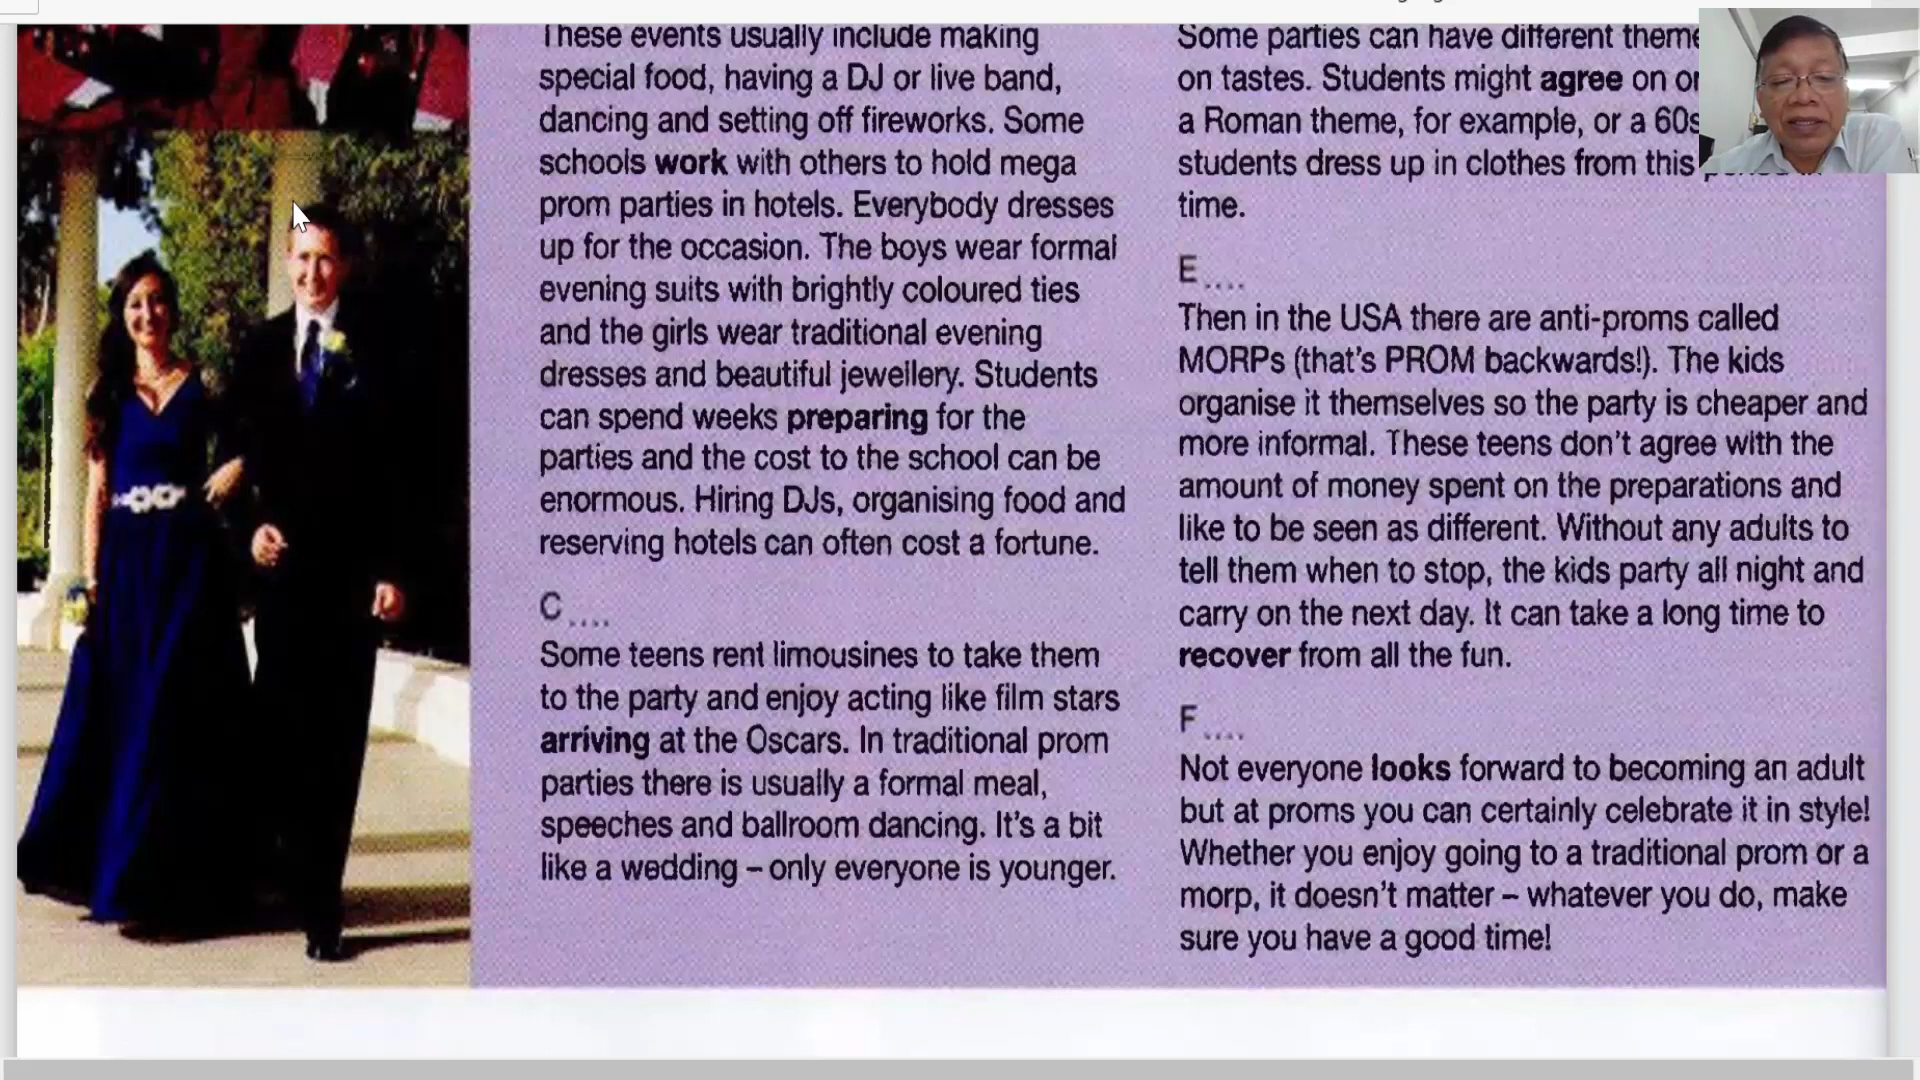 These events usually include making
special food, having a DJ or live band,
dancing and setting off fireworks. Some
schools work with others to hold mega
prom parties in hotels. Everybody dresses
up for the occasion. The boys wear formal
evening suits with brightly coloured ties
and the girls wear traditional evening
dresses and beautiful jewellery. Students
can spend weeks preparing for the
parties and the cost to the school can be
enormous. Hiring DJs, organising food and
reserving hotels can often cost a fortune.
C ....
Some teens rent limousines to take them
to the party and enjoy acting like film stars
arriving at the Oscars. In traditional prom
parties there is usually a formal meal,
speeches and ballroom dancing. It's a bit
like a wedding – only everyone is younger.
Some parties can have different
on tastes. Students might agree on
a Roman theme, for example, or a 60s
students dress up in clothes from this
time.
E ....
Then in the USA there are anti-proms called
MORPs (that's PROM backwards!). The kids
organise it themselves so the party is cheaper and
more informal. These teens don't agree with the
amount of money spent on the preparations and
like to be seen as different. Without any adults to
tell them when to stop, the kids party all night and
carry on the next day. It can take a long time to
recover from all the fun.
F ....
Not everyone looks forward to becoming an adult
but at proms you can certainly celebrate it in style!
Whether you enjoy going to a traditional prom or a
morp, it doesn't matter – whatever you do, make
sure you have a good time!